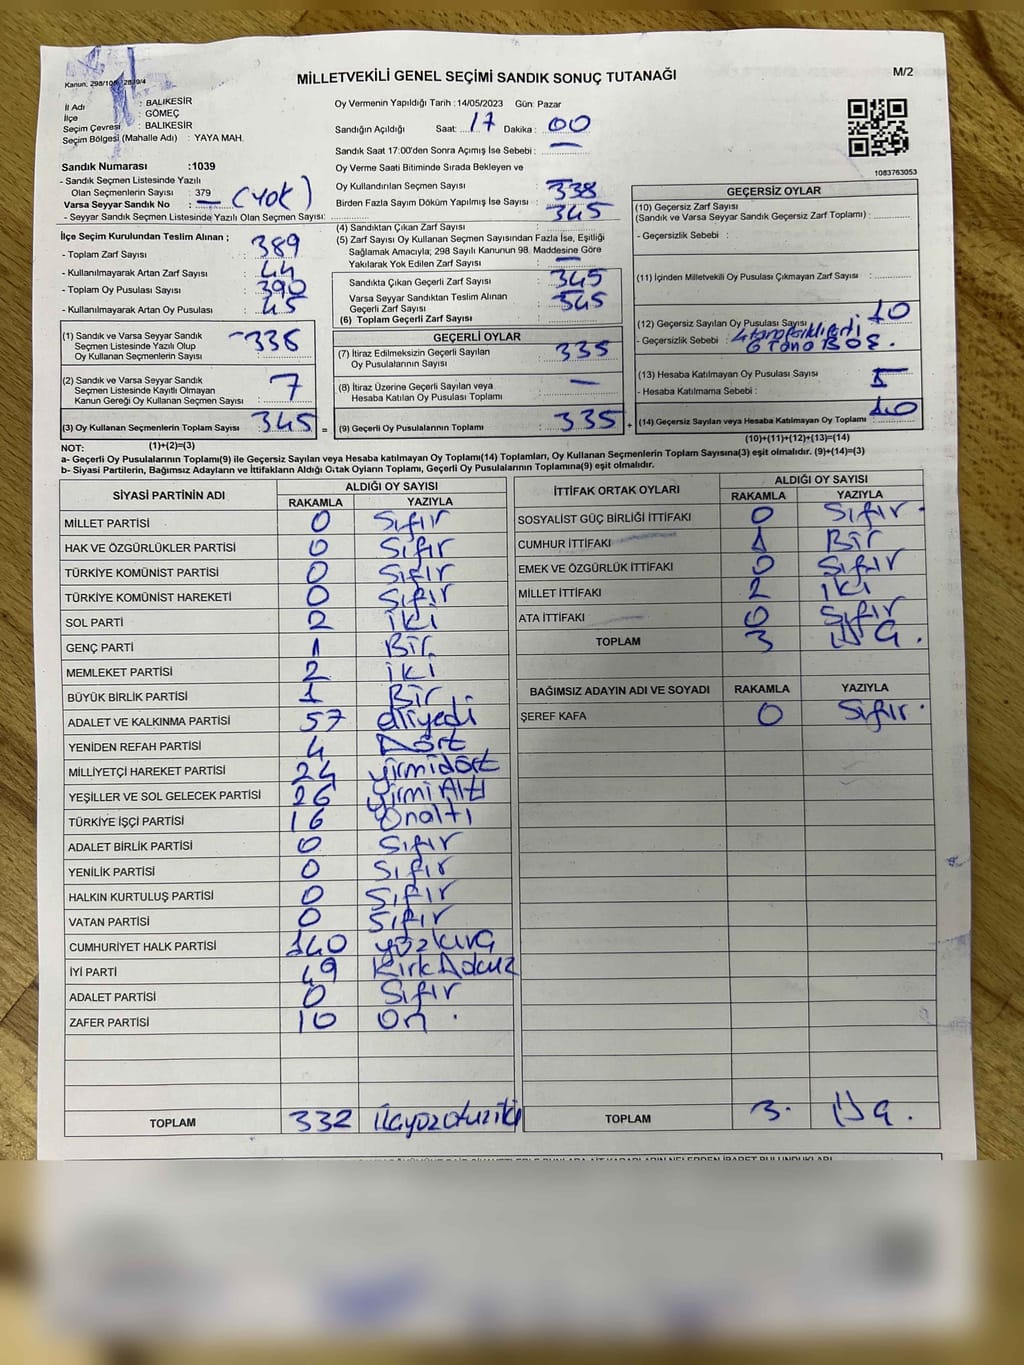 Kanun, 298/105
MİLLETVEKİLİ GENEL SEÇİMİ SANDIK SONUÇ TUTANAĞI
M/2
İl Adı : BALIKESİR
İlçe : GÖMEÇ
Seçim Çevresi : BALIKESİR
Seçim Bölgesi (Mahalle Adı) : YAYA MAH.
Oy Vermenin Yapıldığı Tarih : 14/05/2023 Gün: Pazar
Sandığın Açıldığı Saat: 17 Dakika : 00
Sandık Saat 17:00'den Sonra Açımış İse Sebebi : —
1083763053
Sandık Numarası :1039
- Sandık Seçmen Listesinde Yazılı
Olan Seçmenlerin Sayısı : 379
Varsa Seyyar Sandık No : — (YOK)
- Seyyar Sandık Seçmen Listesinde Yazılı Olan Seçmen Sayısı:
Oy Verme Saati Bitiminde Sırada Bekleyen ve
Oy Kullandırılan Seçmen Sayısı : 338
Birden Fazla Sayım Döküm Yapılmış İse Sayısı : 345
(4) Sandıktan Çıkan Zarf Sayısı
(5) Zarf Sayısı Oy Kullanan Seçmen Sayısından Fazla İse, Eşitliği
Sağlamak Amacıyla; 298 Sayılı Kanunun 98. Maddesine Göre
Yakılarak Yok Edilen Zarf Sayısı : —
Sandıkta Çıkan Geçerli Zarf Sayısı : 345
Varsa Seyyar Sandıktan Teslim Alınan
Geçerli Zarf Sayısı : 345
(6) Toplam Geçerli Zarf Sayısı :
İlçe Seçim Kurulundan Teslim Alınan ;
- Toplam Zarf Sayısı : 389
- Kullanılmayarak Artan Zarf Sayısı : 44
- Toplam Oy Pusulası Sayısı : 390
- Kullanılmayarak Artan Oy Pusulası : 45
(1) Sandık ve Varsa Seyyar Sandık
Seçmen Listesinde Yazılı Olup
Oy Kullanan Seçmenlerin Sayısı : 338
(2) Sandık ve Varsa Seyyar Sandık
Seçmen Listesinde Kayıtlı Olmayan
Kanun Gereği Oy Kullanan Seçmen Sayısı : 7
(3) Oy Kullanan Seçmenlerin Toplam Sayısı : 345 =
GEÇERLİ OYLAR
(7) İtiraz Edilmeksizin Geçerli Sayılan
Oy Pusulasının Sayısı : 335
(8) İtiraz Üzerine Geçerli Sayılan veya
Hesaba Katılan Oy Pusulası Toplamı : —
(9) Geçerli Oy Pusulalarının Toplamı : 335 +
GEÇERSİZ OYLAR
(10) Geçersiz Zarf Sayısı
(Sandık ve Varsa Seyyar Sandık Geçersiz Zarf Toplamı) :
- Geçersizlik Sebebi :
(11) İçinden Milletvekili Oy Pusulası Çıkmayan Zarf Sayısı :
(12) Geçersiz Sayılan Oy Pusulası Sayısı : 10
- Geçersizlik Sebebi : 4
6 Tane BOŞ.
(13) Hesaba Katılmayan Oy Pusulası Sayısı :
- Hesaba Katılmama Sebebi :
(14) Geçersiz Sayılan veya Hesaba Katılmayan Oy Toplamı : 10
NOT: (1)+(2)=(3)
(10)+(11)+(12)+(13)=(14)
a- Geçerli Oy Pusulalarının Toplamı(9) ile Geçersiz veya Hesaba Katılmayan Oy Toplamı(14) Toplamları, Oy Kullanan Seçmenlerin Toplam Sayısına(3) eşit olmalıdır. (9)+(14)=(3)
b- Siyasi Partilerin, Bağımsız Adayların ve İttifakların Aldığı Ortak Oyların Toplamı, Geçerli Oy Pusulalarının Toplamına(9) eşit olmalıdır.
SİYASİ PARTİNİN ADI ALDIĞI OY SAYISI
RAKAMLA YAZIYLA
MİLLET PARTİSİ 0 Sıfır
HAK VE ÖZGÜRLÜKLER PARTİSİ 0 Sıfır
TÜRKİYE KOMÜNİST PARTİSİ 0 Sıfır
TÜRKİYE KOMÜNİST HAREKETİ 0 Sıfır
SOL PARTİ 2 iki
GENÇ PARTİ 1 Bir
MEMLEKET PARTİSİ 2 iki
BÜYÜK BİRLİK PARTİSİ 1 Bir
ADALET VE KALKINMA PARTİSİ 57 elliyedi
YENİDEN REFAH PARTİSİ 4 Dört
MİLLİYETÇİ HAREKET PARTİSİ 24 yirmidört
YEŞİLLER VE SOL GELECEK PARTİSİ 26 yirmi Altı
TÜRKİYE İŞÇİ PARTİSİ 16 Onaltı
ADALET BİRLİK PARTİSİ 0 Sıfır
YENİLİK PARTİSİ 0 Sıfır
HALKIN KURTULUŞ PARTİSİ 0 Sıfır
VATAN PARTİSİ 0 Sıfır
CUMHURİYET HALK PARTİSİ 140 yüzkırk
İYİ PARTİ 49 Kırk Dokuz
ADALET PARTİSİ 0 Sıfır
ZAFER PARTİSİ 10 on .
TOPLAM 332 üçyüzotuziki
İTTİFAK ORTAK OYLARI ALDIĞI OY SAYISI
RAKAMLA YAZIYLA
SOSYALİST GÜÇ BİRLİĞİ İTTİFAKI 0 Sıfır.
CUMHUR İTTİFAKI 1 Bir
EMEK VE ÖZGÜRLÜK İTTİFAKI 0 Sıfır
MİLLET İTTİFAKI 2 iki
ATA İTTİFAKI 0 Sıfır
TOPLAM 3 üç.
BAĞIMSIZ ADAYIN ADI VE SOYADI RAKAMLA YAZIYLA
ŞEREF KAFA 0 Sıfır.
TOPLAM 3. üç.